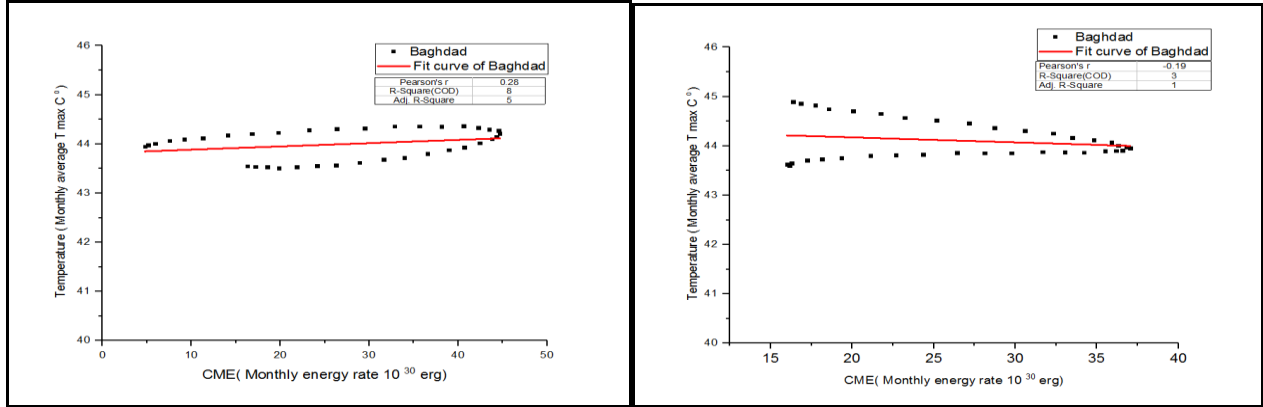 46
45
44
43
42
41
40
0
10
20
30
40
50
Temperature ( Monthly average T max C 0 )
CME( Monthly energy rate 10 30 erg)
Baghdad
Fit curve of Baghdad
Pearson's r 0.28
R-Square(COD) 8
Adj. R-Square 5
46
45
44
43
42
41
40
15
20
25
30
35
40
Temperature ( Monthly average T max C 0 )
CME( Monthly energy rate 10 30 erg)
Baghdad
Fit curve of Baghdad
Pearson's r -0.19
R-Square(COD) 3
Adj. R-Square 1